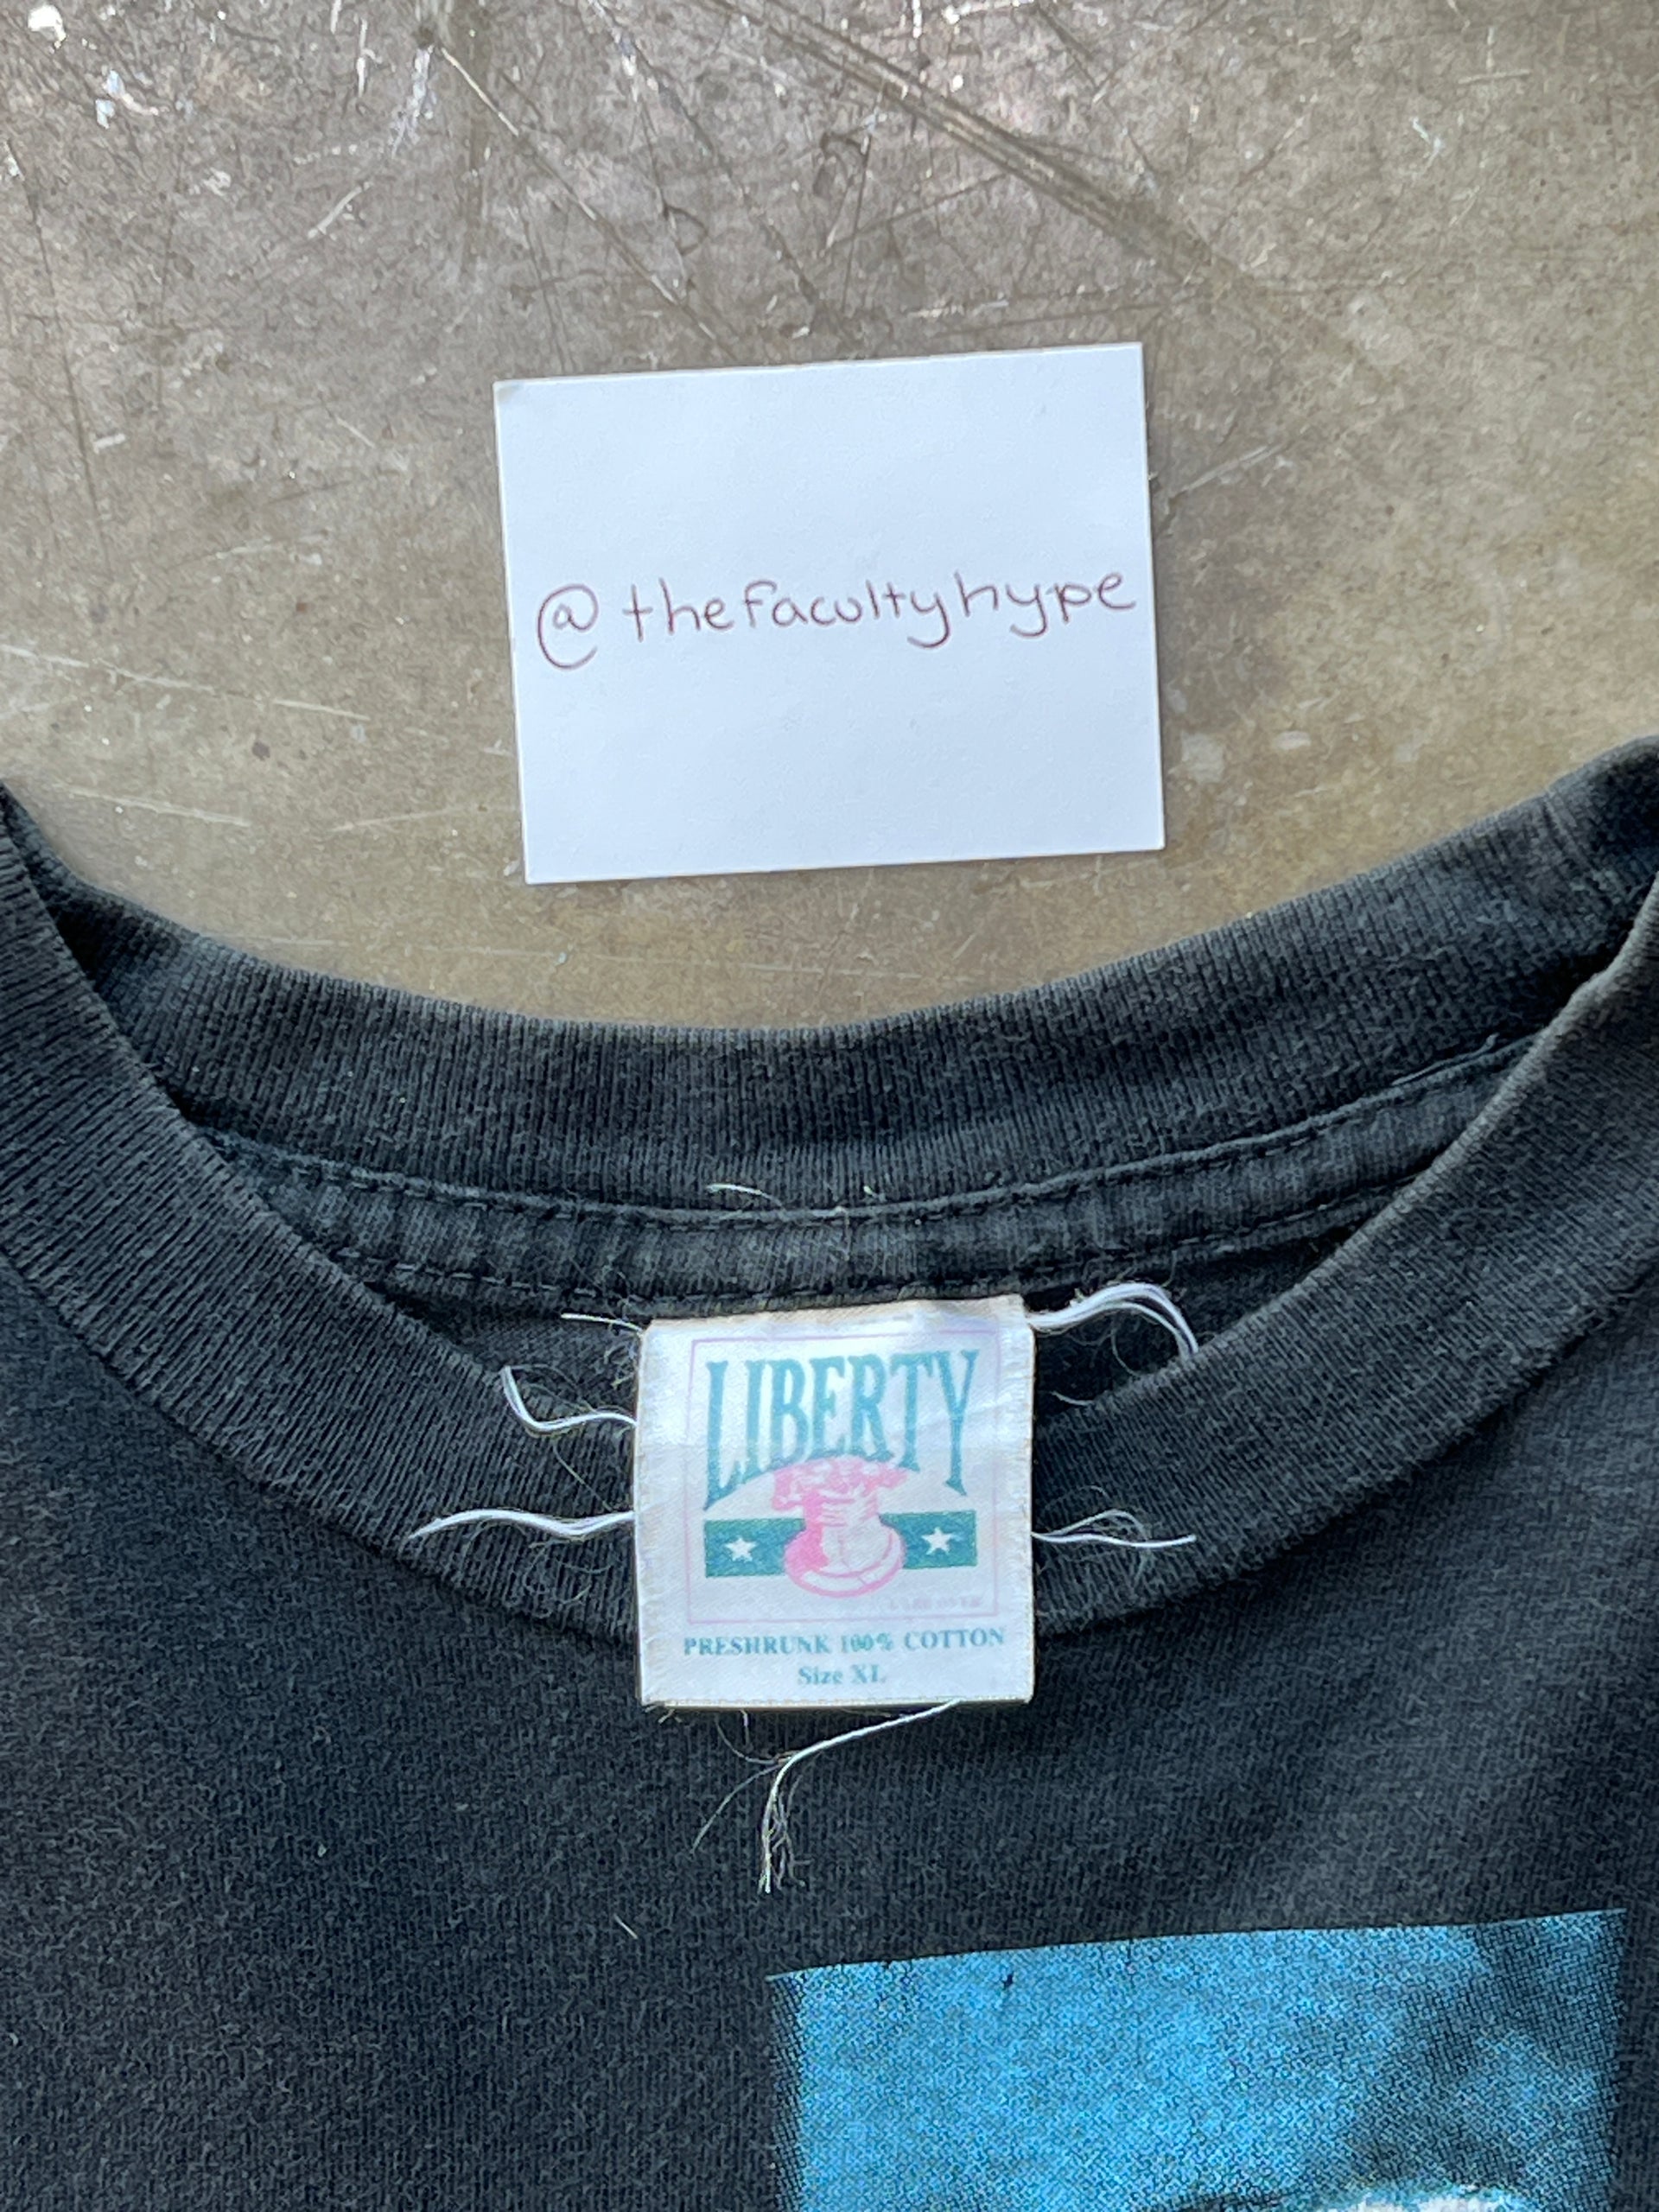 @thefacultyhype
LIBERTY
PRESHRUNK 100% COTTON
Size XL